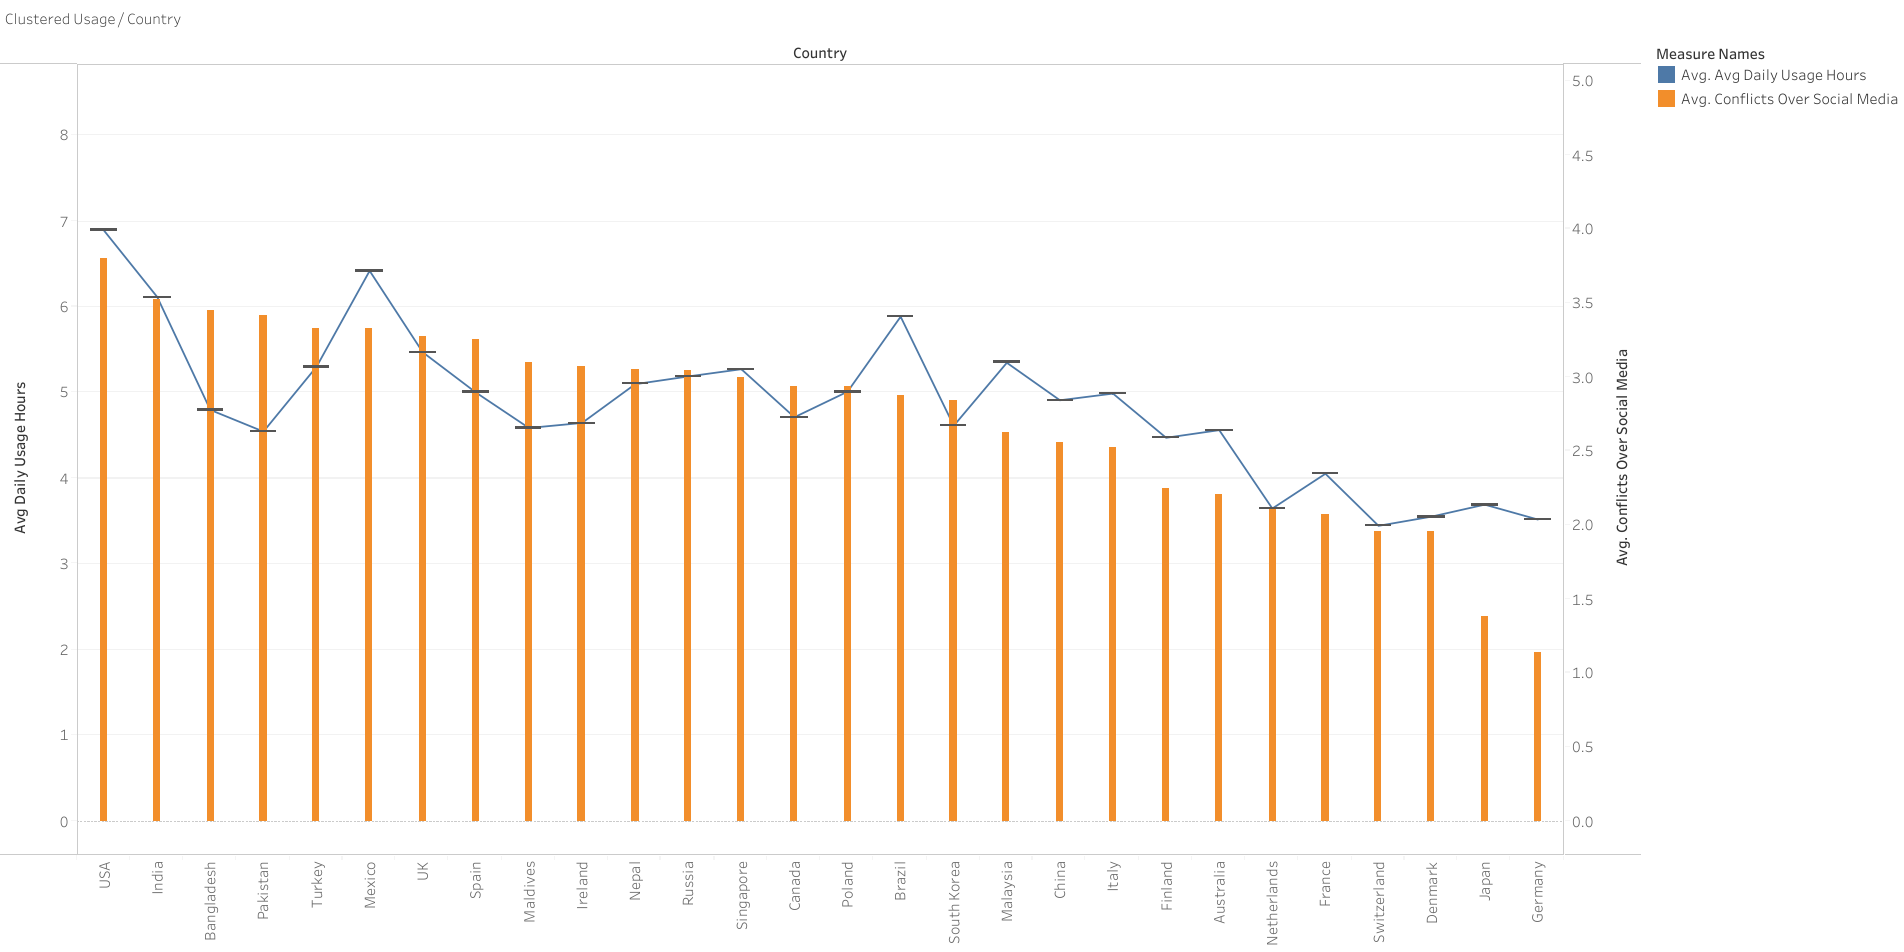 Clustered Usage / Country
Country
Measure Names
Avg. Avg Daily Usage Hours
Avg. Conflicts Over Social Media
Avg Daily Usage Hours
8
7
6
5
4
3
2
1
0
5.0
4.5
4.0
3.5
3.0
2.5
2.0
1.5
1.0
0.5
0.0
Avg. Conflicts Over Social Media
USA
India
Bangladesh
Pakistan
Turkey
Mexico
UK
Spain
Maldives
Ireland
Nepal
Russia
Singapore
Canada
Poland
Brazil
South Korea
Malaysia
China
Italy
Finland
Australia
Netherlands
France
Switzerland
Denmark
Japan
Germany